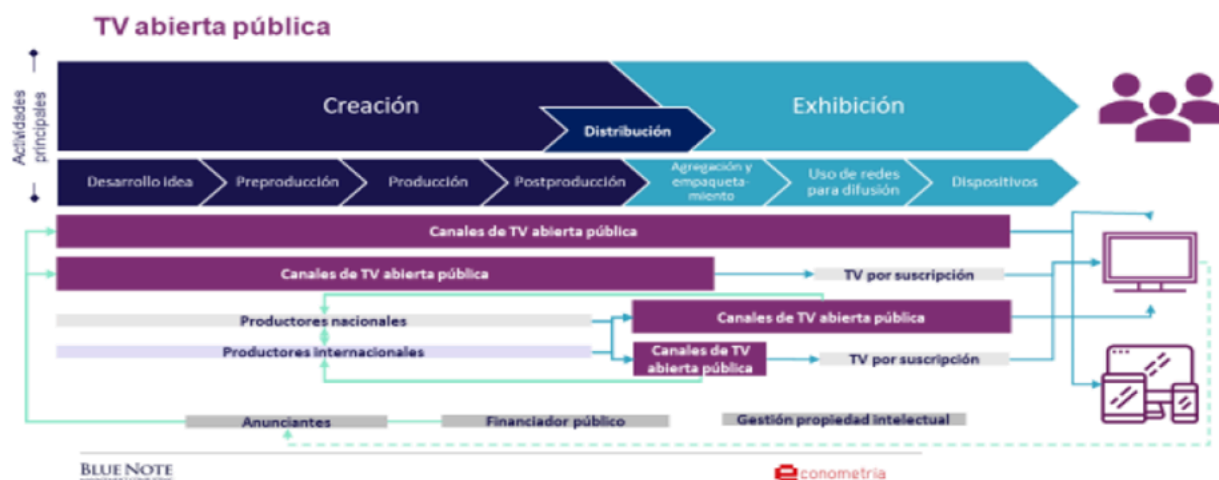 TV abierta pública
Actividades
principales
Creación
Distribución
Exhibición
Desarrollo idea
Preproducción
Producción
Postproducción
Agregación y
empaqueta-
miento
Uso de redes
para difusión
Dispositivos
Canales de TV abierta pública
Canales de TV abierta pública
TV por suscripción
Productores nacionales
Canales de TV abierta pública
Productores internacionales
Canales de TV
abierta pública
TV por suscripción
Anunciantes
Financiador público
Gestión propiedad intelectual
BLUE NOTE
econometria